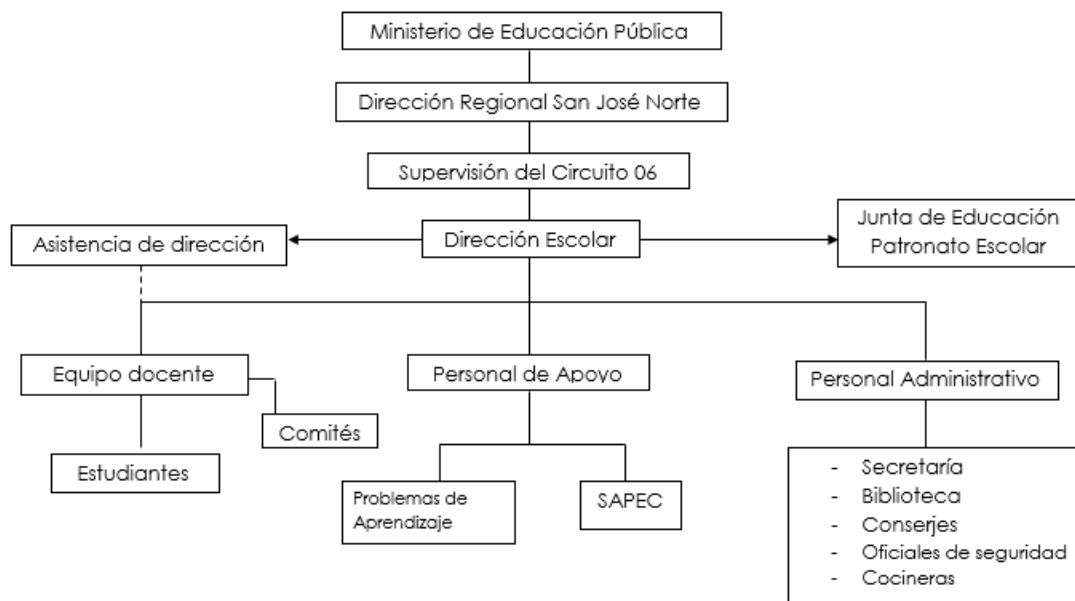 Ministerio de Educación Pública
Dirección Regional San José Norte
Supervisión del Circuito 06
Asistencia de dirección
Dirección Escolar
Junta de Educación
Patronato Escolar
Equipo docente
Personal de Apoyo
Personal Administrativo
Comités
Estudiantes
Problemas de
Aprendizaje
SAPEC
- Secretaría
- Biblioteca
- Conserjes
- Oficiales de seguridad
- Cocineras